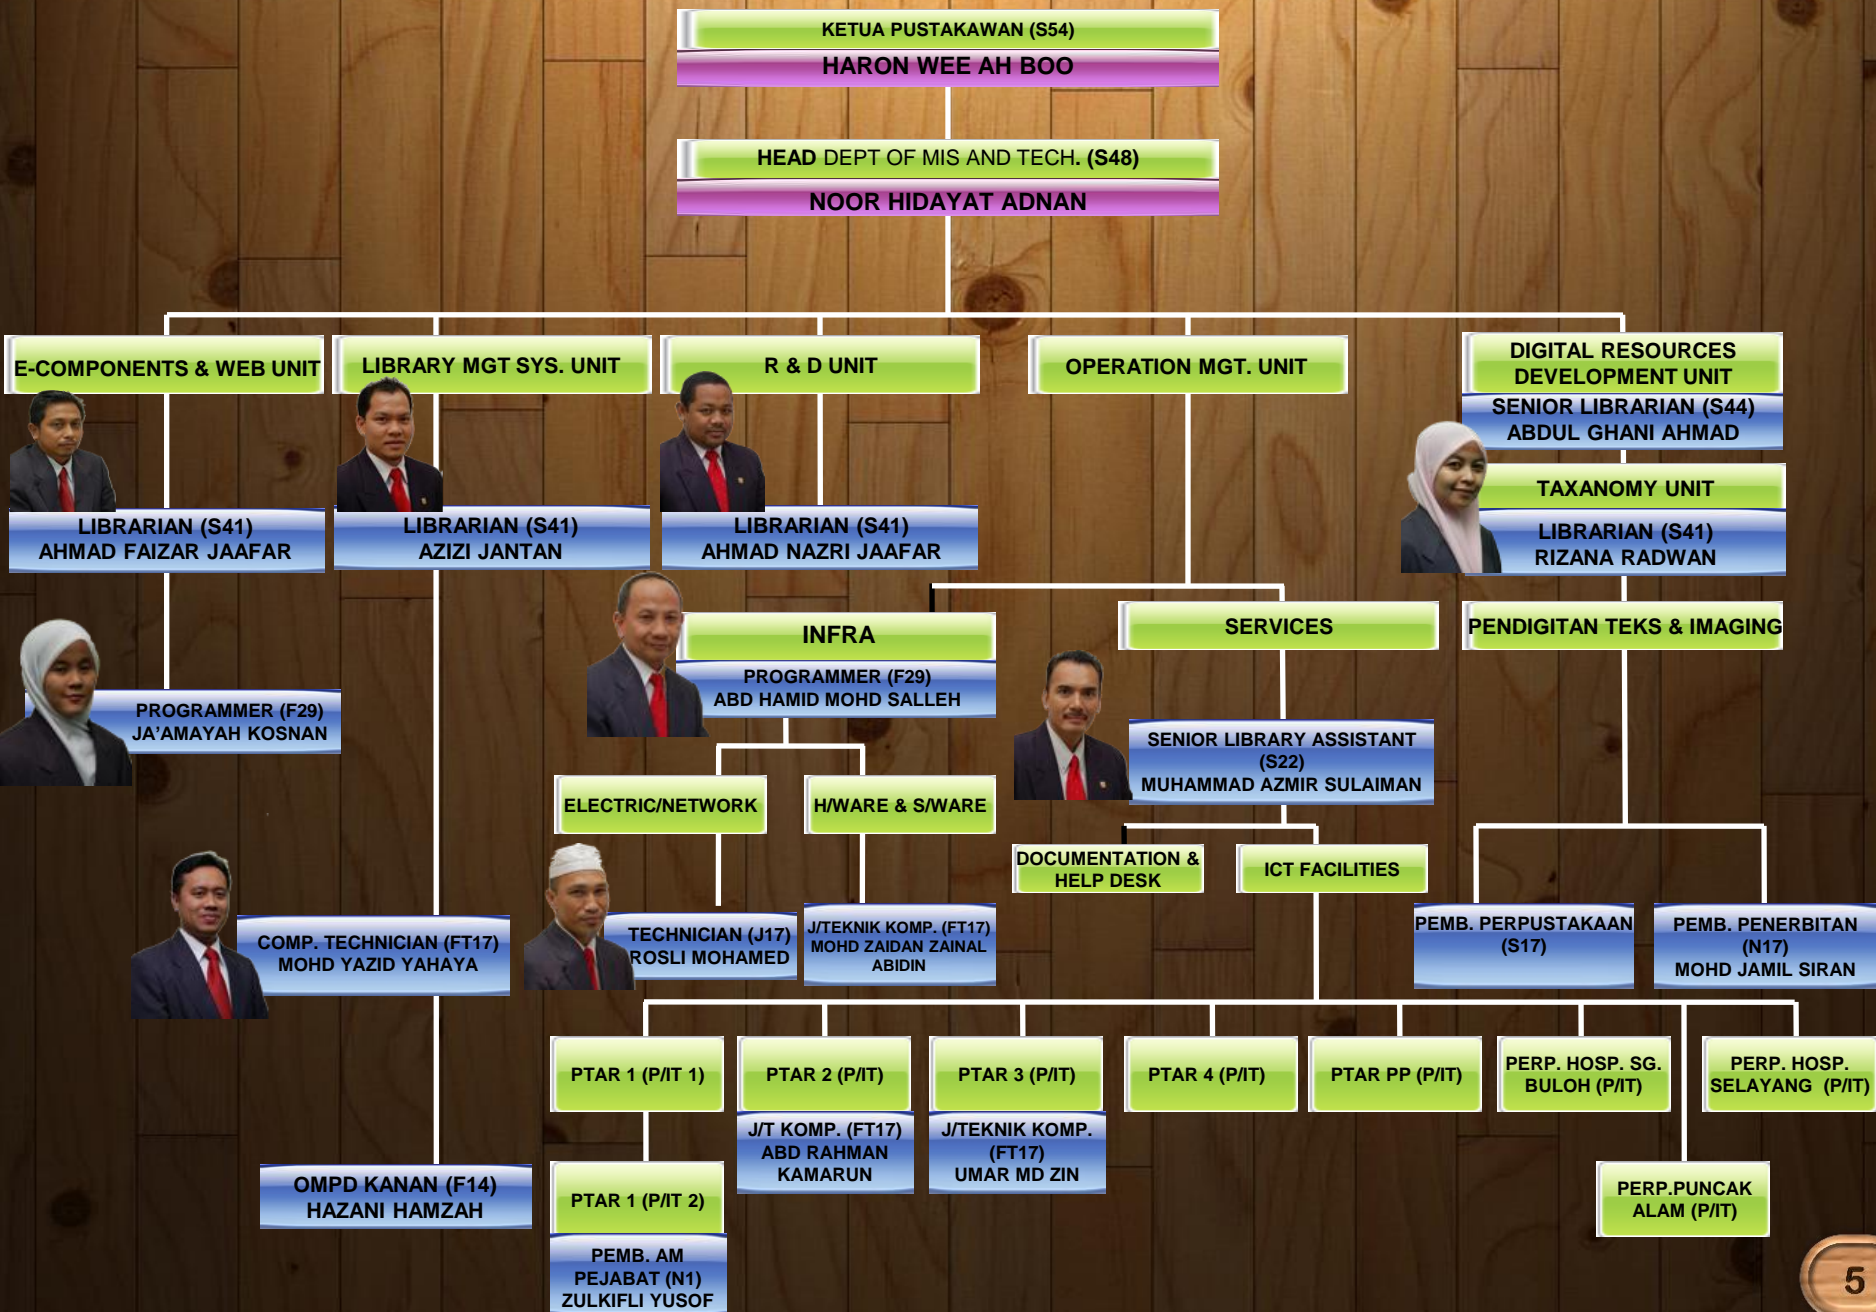 KETUA PUSTAKAWAN (S54)
HARON WEE AH BOO
HEAD DEPT OF MIS AND TECH. (S48)
NOOR HIDAYAT ADNAN
E-COMPONENTS & WEB UNIT
LIBRARIAN (S41)
AHMAD FAIZAR JAAFAR
PROGRAMMER (F29)
JA’AMAYAH KOSNAN
LIBRARY MGT SYS. UNIT
LIBRARIAN (S41)
AZIZI JANTAN
COMP. TECHNICIAN (FT17)
MOHD YAZID YAHAYA
OMPD KANAN (F14)
HAZANI HAMZAH
R & D UNIT
LIBRARIAN (S41)
AHMAD NAZRI JAAFAR
OPERATION MGT. UNIT
INFRA
PROGRAMMER (F29)
ABD HAMID MOHD SALLEH
ELECTRIC/NETWORK
TECHNICIAN (J17)
ROSLI MOHAMED
H/WARE & S/WARE
J/TEKNIK KOMP. (FT17)
MOHD ZAIDAN ZAINAL
ABIDIN
SERVICES
SENIOR LIBRARY ASSISTANT
(S22)
MUHAMMAD AZMIR SULAIMAN
DOCUMENTATION &
HELP DESK
ICT FACILITIES
PTAR 1 (P/IT 1)
PTAR 1 (P/IT 2)
PEMB. AM
PEJABAT (N1)
ZULKIFLI YUSOF
PTAR 2 (P/IT)
J/T KOMP. (FT17)
ABD RAHMAN
KAMARUN
PTAR 3 (P/IT)
J/TEKNIK KOMP.
(FT17)
UMAR MD ZIN
PTAR 4 (P/IT)
PTAR PP (P/IT)
PERP. HOSP. SG.
BULOH (P/IT)
PERP.PUNCAK
ALAM (P/IT)
PERP. HOSP.
SELAYANG (P/IT)
DIGITAL RESOURCES
DEVELOPMENT UNIT
SENIOR LIBRARIAN (S44)
ABDUL GHANI AHMAD
TAXANOMY UNIT
LIBRARIAN (S41)
RIZANA RADWAN
PENDIGITAN TEKS & IMAGING
PEMB. PERPUSTAKAAN
(S17)
PEMB. PENERBITAN
(N17)
MOHD JAMIL SIRAN
5